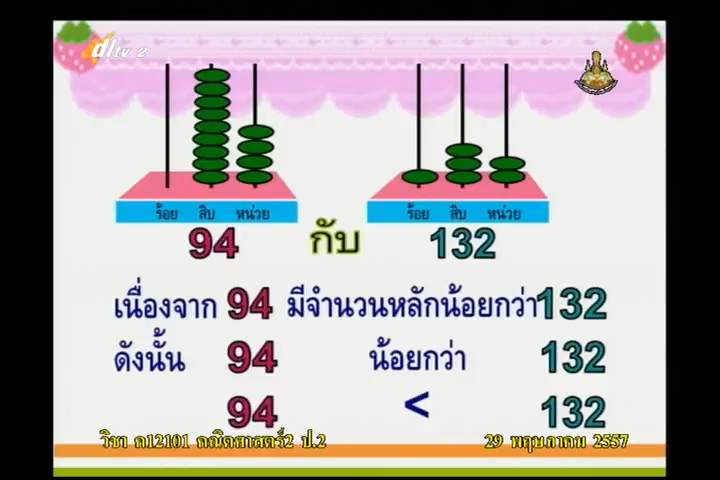 dltv 2
ร้อย สิบ หน่วย
ร้อย สิบ หน่วย
94 กับ 132
เนื่องจาก 94 มีจำนวนหลักน้อยกว่า 132
ดังนั้น 94 น้อยกว่า 132
94 < 132
วิชา ค12101 คณิตศาสตร์2 ป.2 29 พฤษภาคม 2557